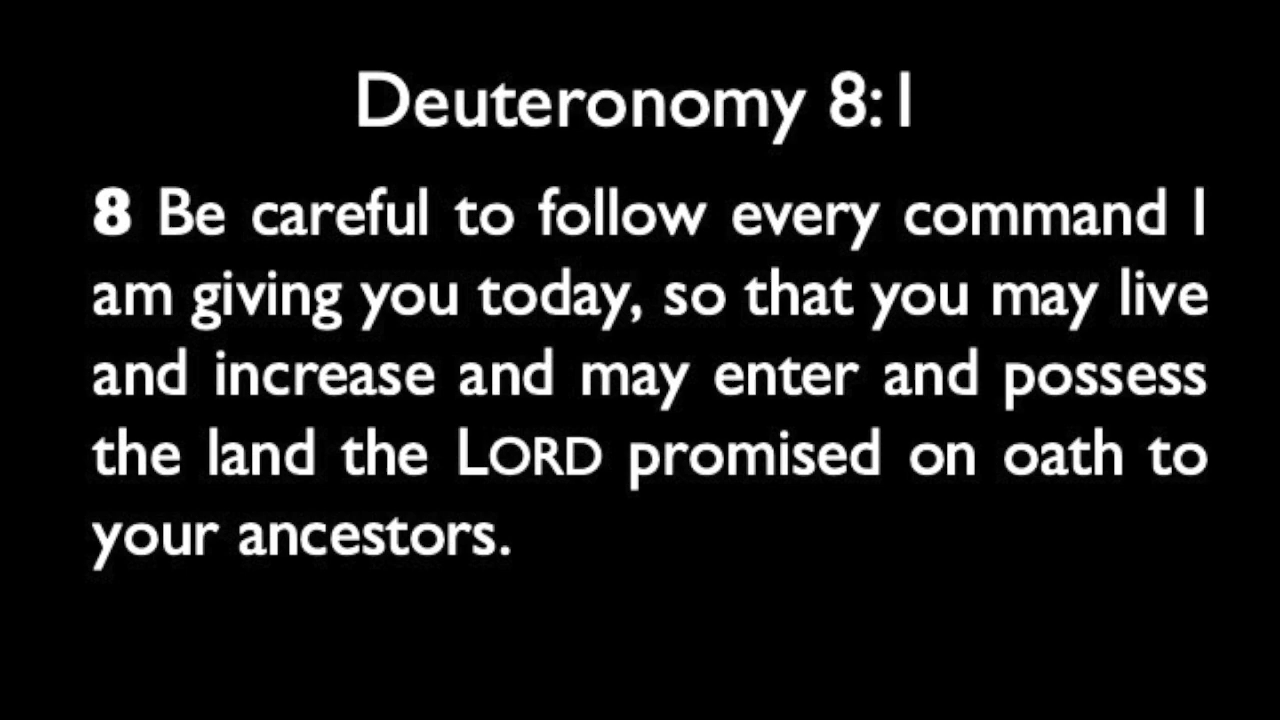 Deuteronomy 8:1
8 Be careful to follow every command I
am giving you today, so that you may live
and increase and may enter and possess
the land the LORD promised on oath to
your ancestors.